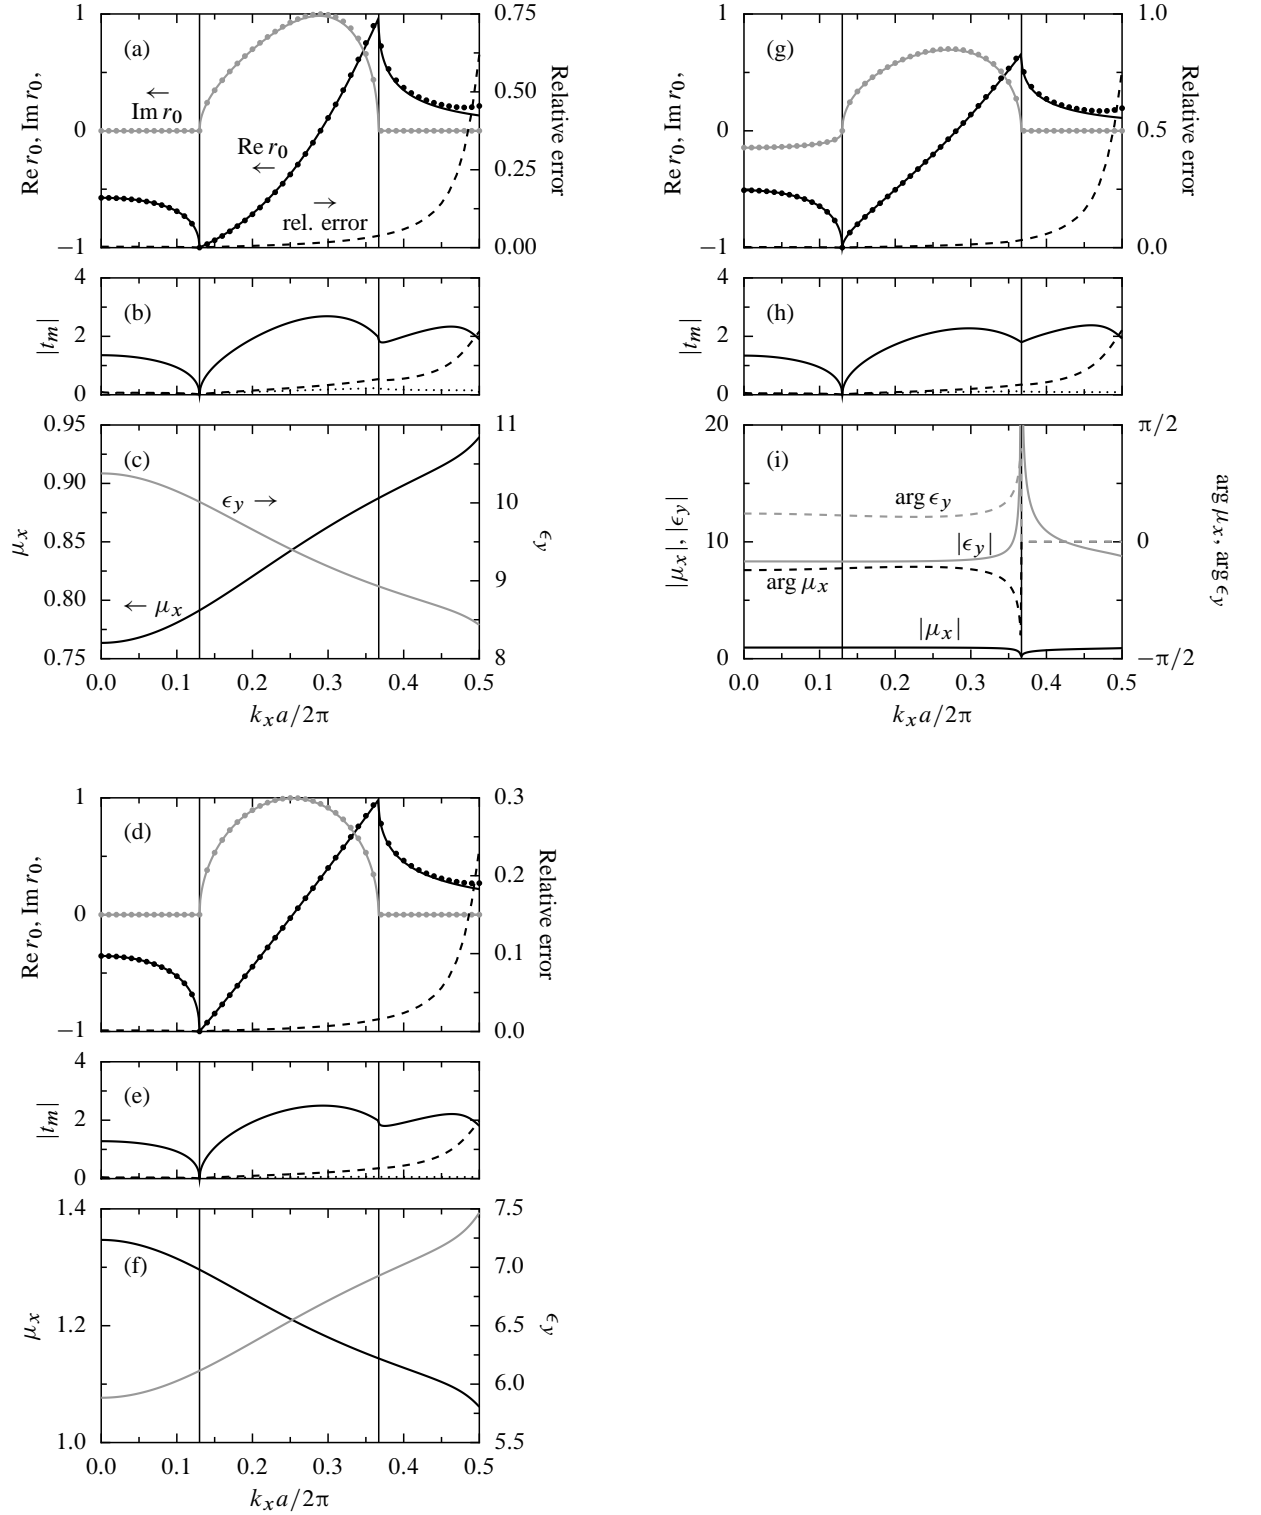 (a)
1
0
−1
Re r0, Im r0,
← Im r0
Re r0 ←
→ rel. error
0.75
0.50
0.25
0.00
Relative error
(b)
4
2
0
|tm|
(c)
0.95
0.90
0.85
0.80
0.75
μx
ϵy →
← μx
11
10
9
8
ϵy
0.0 0.1 0.2 0.3 0.4 0.5
kxa/2π
(g)
1
0
−1
Re r0, Im r0,
1.0
0.5
0.0
Relative error
(h)
4
2
0
|tm|
(i)
20
10
0
|μx|, |ϵy|
arg ϵy
|ϵy|
arg μx
|μx|
π/2
0
−π/2
arg μx, arg ϵy
0.0 0.1 0.2 0.3 0.4 0.5
kxa/2π
(d)
1
0
−1
Re r0, Im r0,
0.3
0.2
0.1
0.0
Relative error
(e)
4
2
0
|tm|
(f)
1.4
1.2
1.0
μx
7.5
7.0
6.5
6.0
5.5
ϵy
0.0 0.1 0.2 0.3 0.4 0.5
kxa/2π